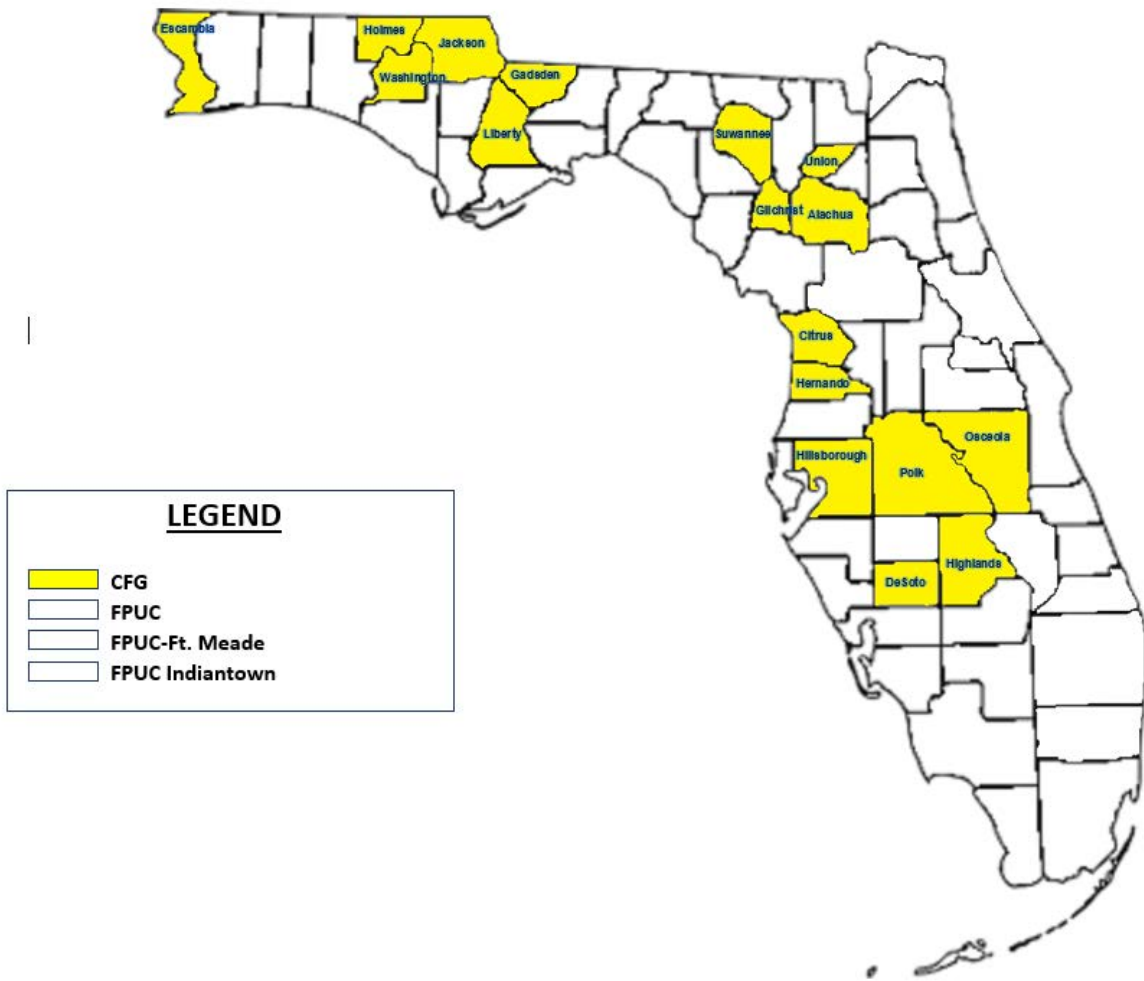 Escambia
Holmes
Jackson
Washington
Gadsden
Liberty
Suwannee
Union
Gilchrist
Alachua
Citrus
Hernando
Osceola
Hillsborough
Polk
Highlands
DeSoto
LEGEND
CFG
FPUC
FPUC-Ft. Meade
FPUC Indiantown